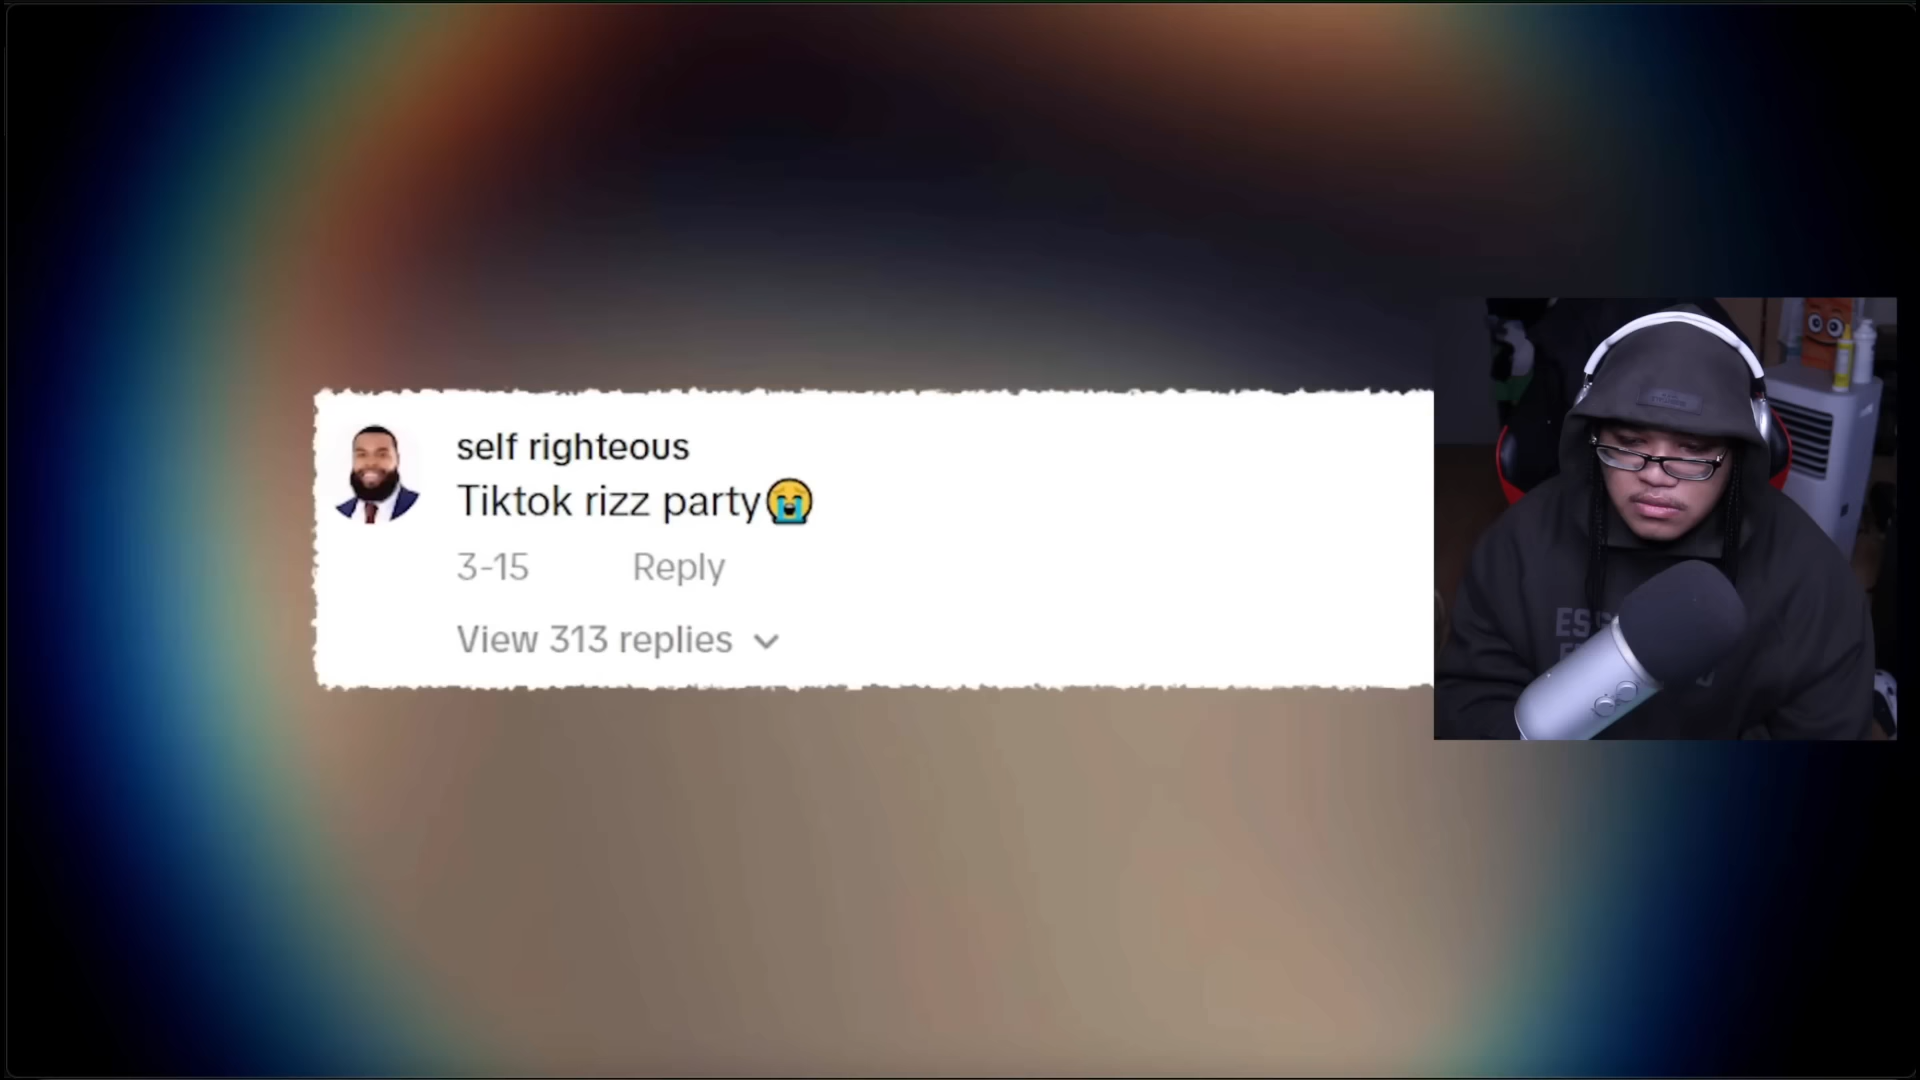 self righteous
Tiktok rizz party😭
3-15 Reply
View 313 replies